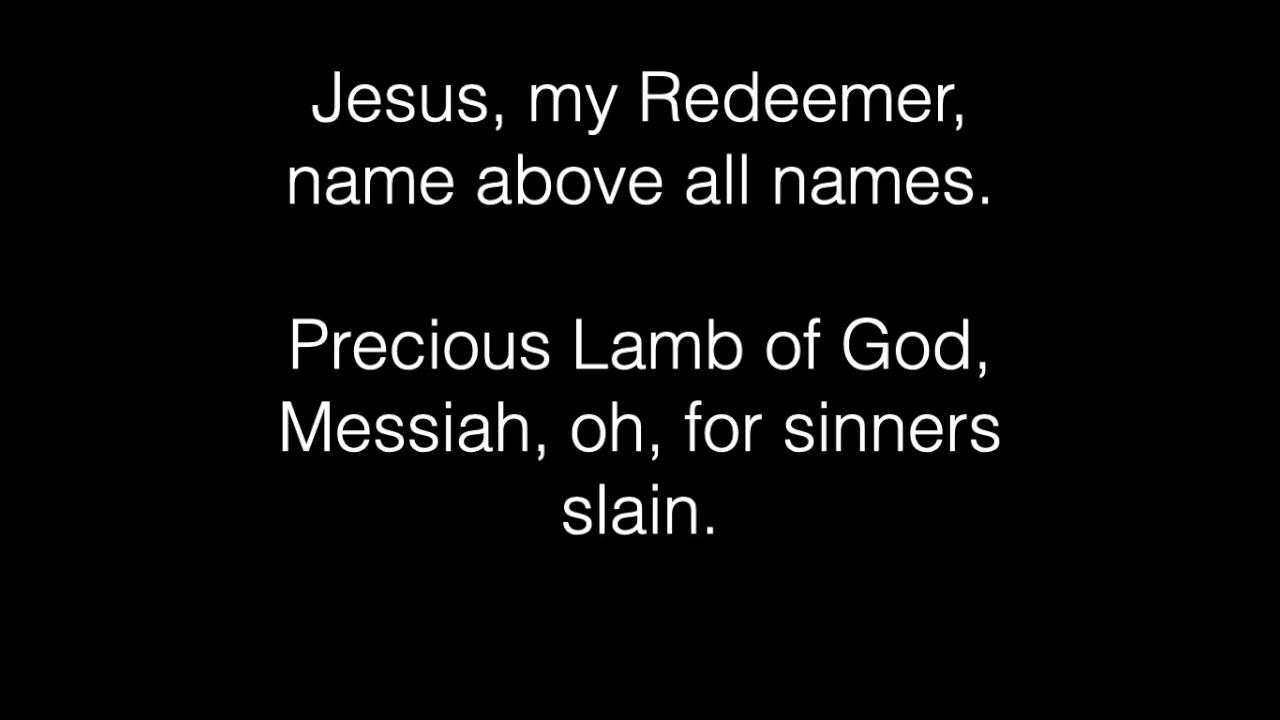 Jesus, my Redeemer,
name above all names.
Precious Lamb of God,
Messiah, oh, for sinners
slain.